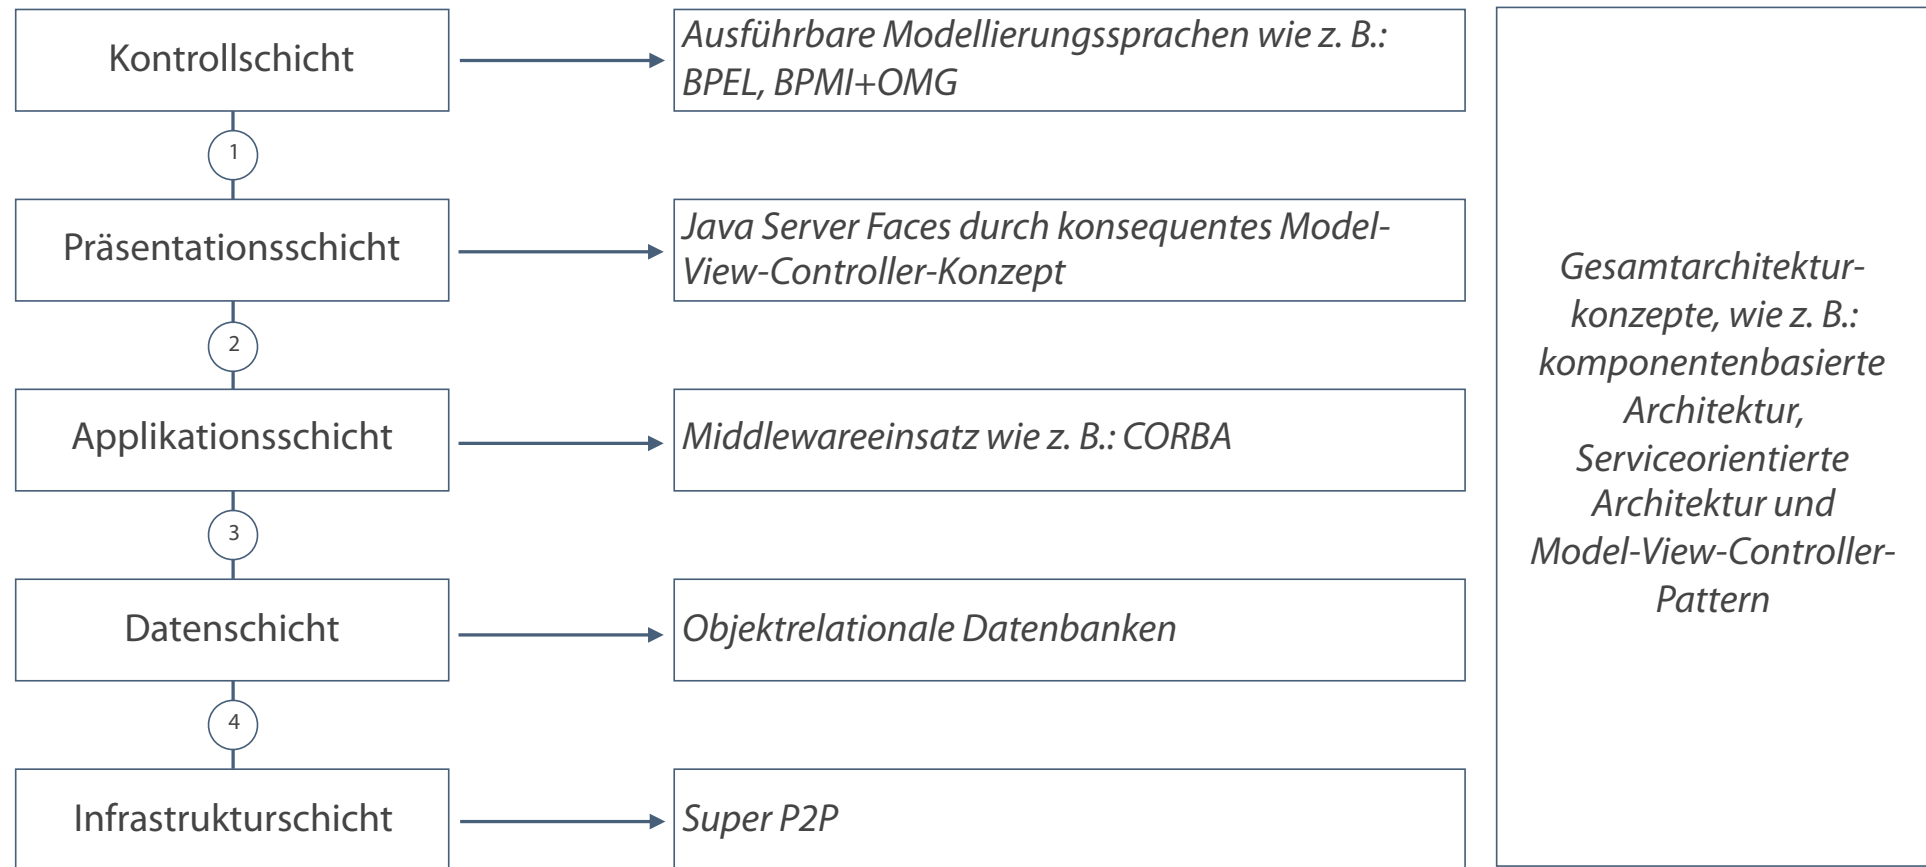 Kontrollschicht
Ausführbare Modellierungssprachen wie z. B.:
BPEL, BPMI+OMG
1
Präsentationsschicht
Java Server Faces durch konsequentes Model-
View-Controller-Konzept
2
Applikationsschicht
Middlewareeinsatz wie z. B.: CORBA
3
Datenschicht
Objektrelationale Datenbanken
4
Infrastrukturschicht
Super P2P
Gesamtarchitektur-
konzepte, wie z. B.:
komponentenbasierte
Architektur,
Serviceorientierte
Architektur und
Model-View-Controller-
Pattern